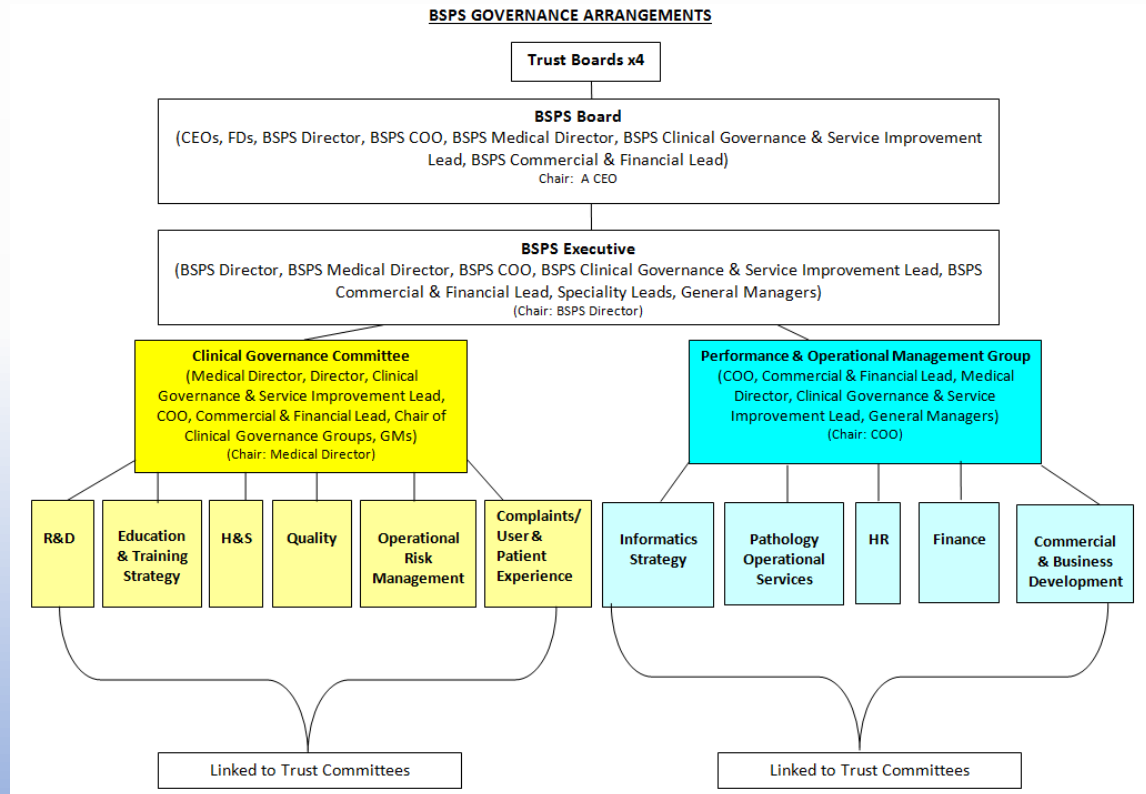 BSPS GOVERNANCE ARRANGEMENTS
Trust Boards x4
BSPS Board
(CEOs, FDs, BSPS Director, BSPS COO, BSPS Medical Director, BSPS Clinical Governance & Service Improvement
Lead, BSPS Commercial & Financial Lead)
Chair: A CEO
BSPS Executive
(BSPS Director, BSPS Medical Director, BSPS COO, BSPS Clinical Governance & Service Improvement Lead, BSPS
Commercial & Financial Lead, Speciality Leads, General Managers)
(Chair: BSPS Director)
Clinical Governance Committee
(Medical Director, Director, Clinical
Governance & Service Improvement Lead,
COO, Commercial & Financial Lead, Chair of
Clinical Governance Groups, GMs)
(Chair: Medical Director)
Performance & Operational Management Group
(COO, Commercial & Financial Lead, Medical
Director, Clinical Governance & Service
Improvement Lead, General Managers)
(Chair: COO)
R&D
Education
& Training
Strategy
H&S
Quality
Operational
Risk
Management
Complaints/
User &
Patient
Experience
Informatics
Strategy
Pathology
Operational
Services
HR
Finance
Commercial
& Business
Development
Linked to Trust Committees
Linked to Trust Committees